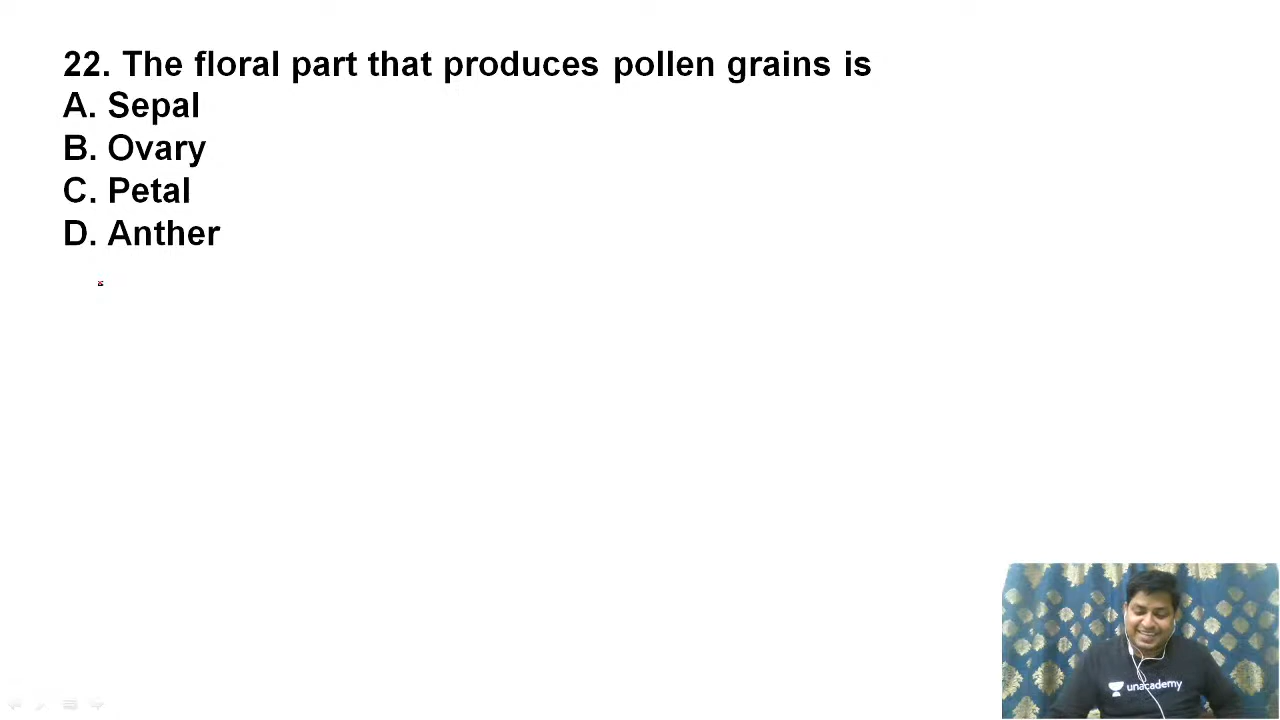 22. The floral part that produces pollen grains is
A. Sepal
B. Ovary
C. Petal
D. Anther
unacademy